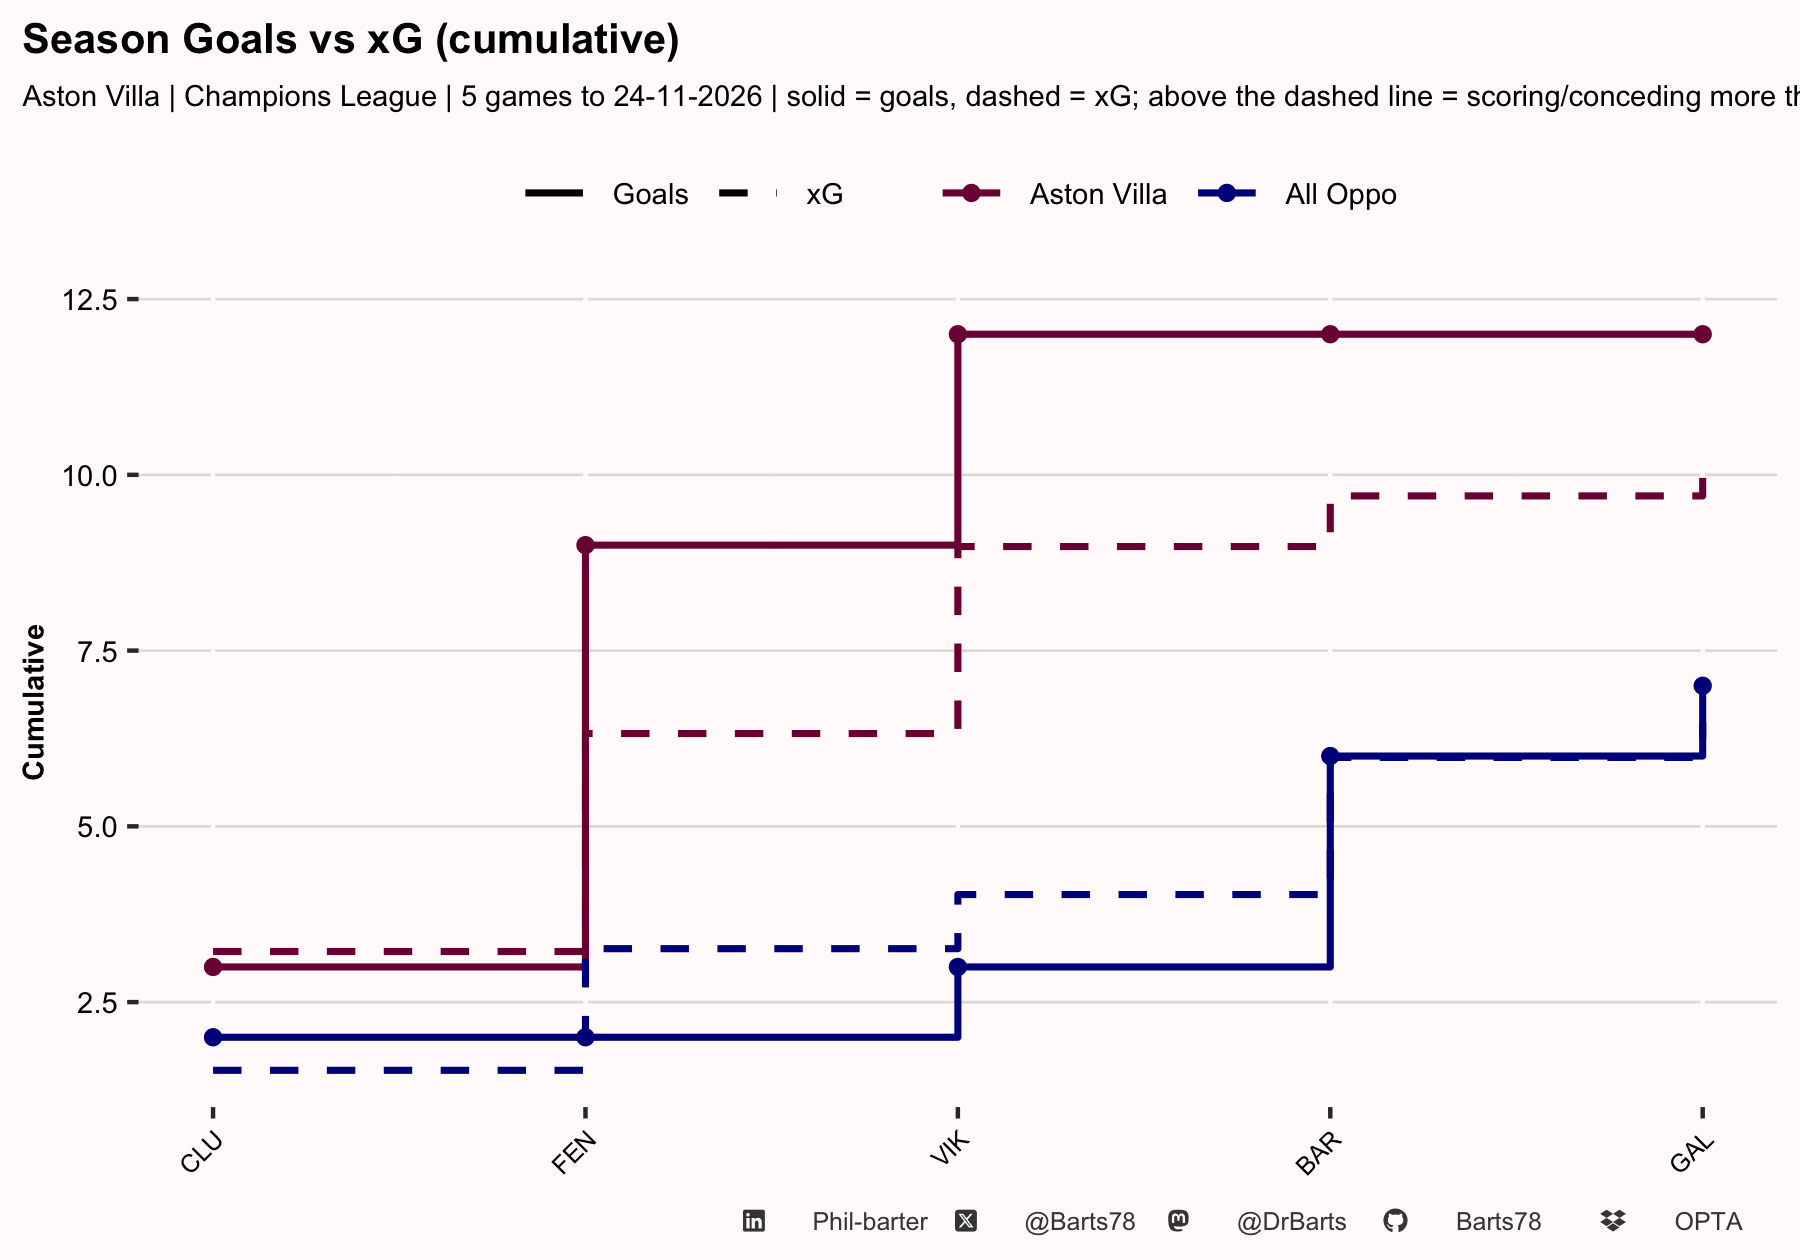 Season Goals vs xG (cumulative)
Aston Villa | Champions League | 5 games to 24-11-2026 | solid = goals, dashed = xG; above the dashed line = scoring/conceding more
Goals xG Aston Villa All Oppo
12.5
10.0
7.5
5.0
2.5
Cumulative
CLU FEN VIK BAR GAL
Phil-barter @Barts78 @DrBarts Barts78 OPTA